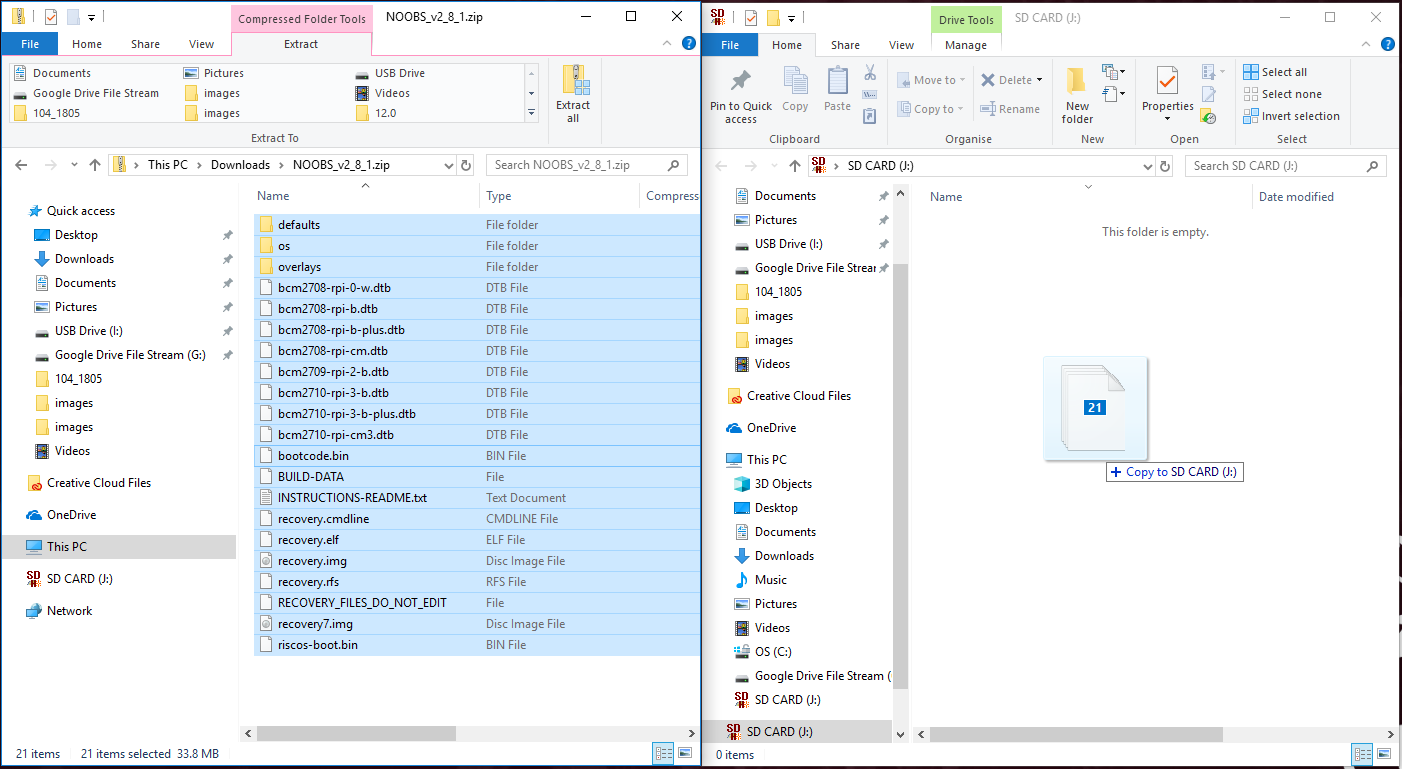 Compressed Folder Tools
NOOBS_v2_8_1.zip
File
Home
Share
View
Extract
Documents
Pictures
USB Drive
Google Drive File Stream
images
Videos
104_1805
images
12.0
Extract all
Extract To
This PC > Downloads > NOOBS_v2_8_1.zip
Search NOOBS_v2_8_1.zip
Quick access
Desktop
Downloads
Documents
Pictures
USB Drive (I:)
Google Drive File Stream (G:)
104_1805
images
images
Videos
Creative Cloud Files
OneDrive
This PC
SD CARD (J:)
Network
Name Type Compress
defaults File folder
os File folder
overlays File folder
bcm2708-rpi-0-w.dtb DTB File
bcm2708-rpi-b.dtb DTB File
bcm2708-rpi-b-plus.dtb DTB File
bcm2708-rpi-cm.dtb DTB File
bcm2709-rpi-2-b.dtb DTB File
bcm2710-rpi-3-b.dtb DTB File
bcm2710-rpi-3-b-plus.dtb DTB File
bcm2710-rpi-cm3.dtb DTB File
bootcode.bin BIN File
BUILD-DATA File
INSTRUCTIONS-README.txt Text Document
recovery.cmdline CMDLINE File
recovery.elf ELF File
recovery.img Disc Image File
recovery.rfs RFS File
RECOVERY_FILES_DO_NOT_EDIT File
recovery7.img Disc Image File
riscos-boot.bin BIN File
21 items 21 items selected 33.8 MB
SD
Drive Tools
SD CARD (J:)
File
Home
Share
View
Manage
Pin to Quick access
Copy
Paste
Clipboard
Move to
Copy to
Delete
Rename
Organise
New folder
New
Properties
Open
Select all
Select none
Invert selection
Select
SD CARD (J:)
Search SD CARD (J:)
Documents
Pictures
USB Drive (I:)
Google Drive File Strear
104_1805
images
images
Videos
Creative Cloud Files
OneDrive
This PC
3D Objects
Desktop
Documents
Downloads
Music
Pictures
Videos
OS (C:)
Google Drive File Stream (
SD CARD (J:)
SD CARD (J:)
Name Date modified
This folder is empty.
21
+ Copy to SD CARD (J:)
0 items